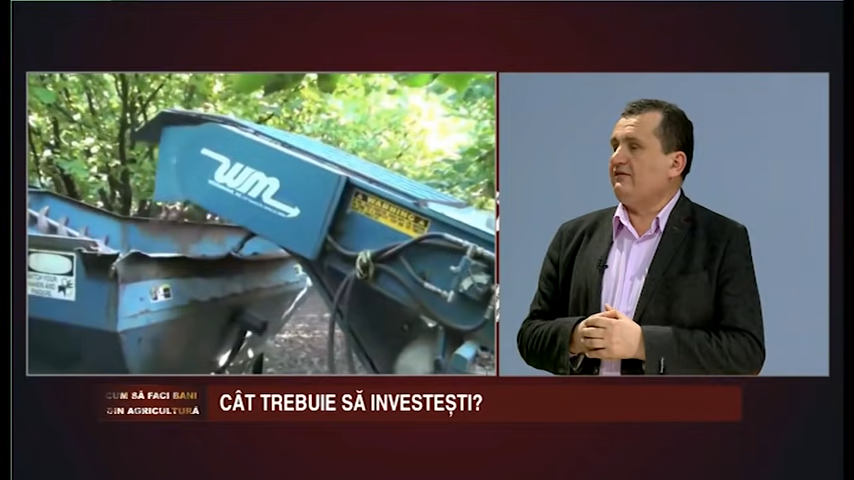 WM
WARNING
CUM SĂ FACI BANI
DIN AGRICULTURĂ
CÂT TREBUIE SĂ INVESTEȘTI?